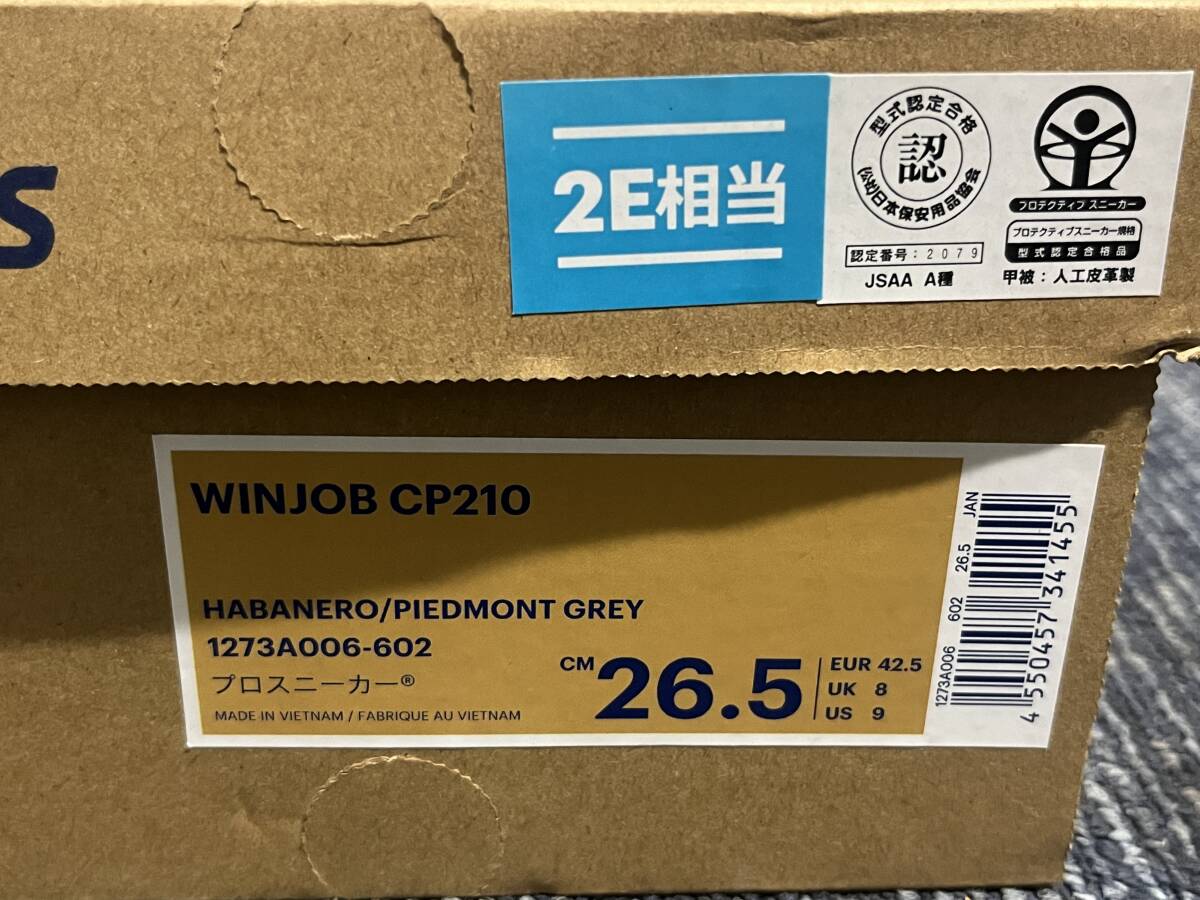 S
2E相当
型式認定合格
認
(公社)日本保安用品協会
認定番号:2079
JSAA A種
プロテクティブ スニーカー
プロテクティブスニーカー規格
型式認定合格品
甲被:人工皮革製
WINJOB CP210
HABANERO/PIEDMONT GREY
1273A006-602
プロスニーカー®
MADE IN VIETNAM / FABRIQUE AU VIETNAM
CM 26.5
EUR 42.5
UK 8
US 9
1273A006 602 26.5 JAN
4 550457 341455